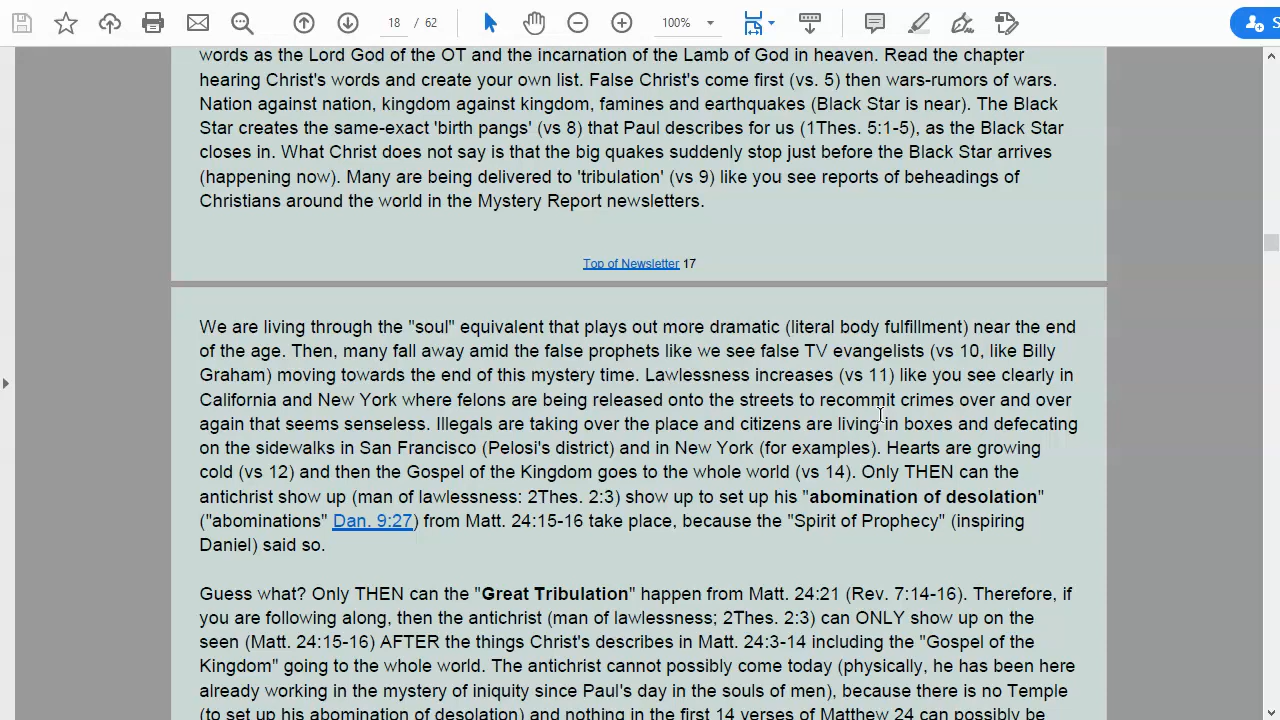 18 / 62
100%
S
words as the Lord God of the OT and the incarnation of the Lamb of God in heaven. Read the chapter
hearing Christ's words and create your own list. False Christ's come first (vs. 5) then wars-rumors of wars.
Nation against nation, kingdom against kingdom, famines and earthquakes (Black Star is near). The Black
Star creates the same-exact 'birth pangs' (vs 8) that Paul describes for us (1Thes. 5:1-5), as the Black Star
closes in. What Christ does not say is that the big quakes suddenly stop just before the Black Star arrives
(happening now). Many are being delivered to 'tribulation' (vs 9) like you see reports of beheadings of
Christians around the world in the Mystery Report newsletters.
Top of Newsletter 17
We are living through the "soul" equivalent that plays out more dramatic (literal body fulfillment) near the end
of the age. Then, many fall away amid the false prophets like we see false TV evangelists (vs 10, like Billy
Graham) moving towards the end of this mystery time. Lawlessness increases (vs 11) like you see clearly in
California and New York where felons are being released onto the streets to recommit crimes over and over
again that seems senseless. Illegals are taking over the place and citizens are living in boxes and defecating
on the sidewalks in San Francisco (Pelosi's district) and in New York (for examples). Hearts are growing
cold (vs 12) and then the Gospel of the Kingdom goes to the whole world (vs 14). Only THEN can the
antichrist show up (man of lawlessness: 2Thes. 2:3) show up to set up his "abomination of desolation"
("abominations" Dan. 9:27) from Matt. 24:15-16 take place, because the "Spirit of Prophecy" (inspiring
Daniel) said so.
Guess what? Only THEN can the "Great Tribulation" happen from Matt. 24:21 (Rev. 7:14-16). Therefore, if
you are following along, then the antichrist (man of lawlessness; 2Thes. 2:3) can ONLY show up on the
seen (Matt. 24:15-16) AFTER the things Christ's describes in Matt. 24:3-14 including the "Gospel of the
Kingdom" going to the whole world. The antichrist cannot possibly come today (physically, he has been here
already working in the mystery of iniquity since Paul's day in the souls of men), because there is no Temple
(to set up his abomination of desolation) and nothing in the first 14 verses of Matthew 24 can possibly be